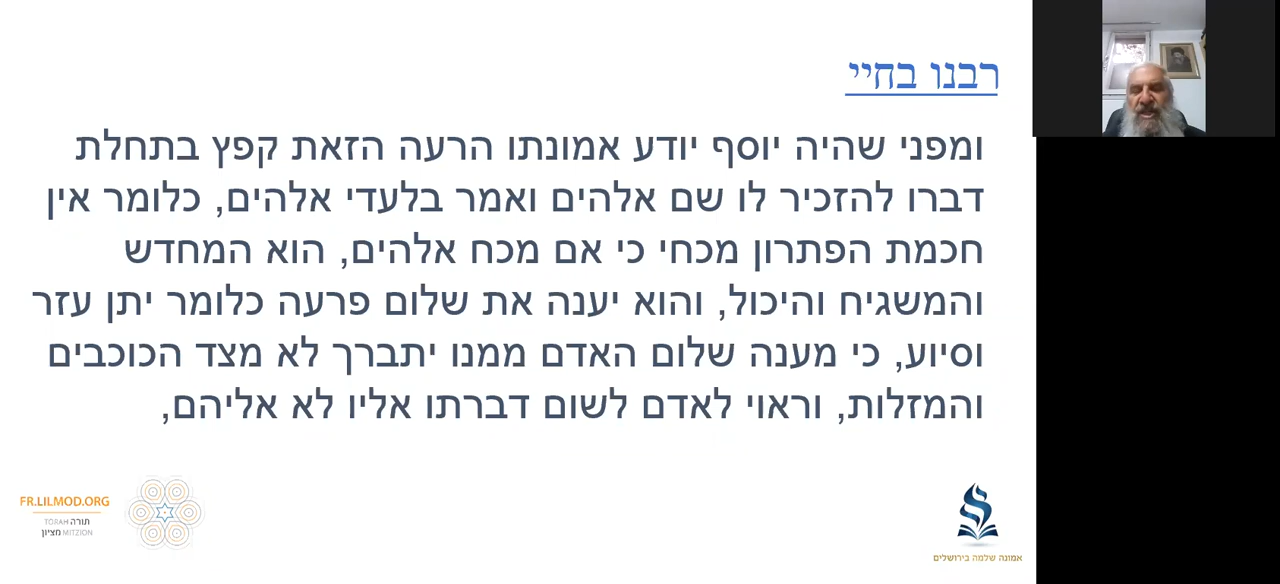 רבנו בחיי
ומפני שהיה יוסף יודע אמונתו הרעה הזאת קפץ בתחלת
דברו להזכיר לו שם אלהים ואמר בלעדי אלהים, כלומר אין
חכמת הפתרון מכחי כי אם מכח אלהים, הוא המחדש
והמשגיח והיכול, והוא יענה את שלום פרעה כלומר יתן עזר
וסיוע, כי מענה שלום האדם ממנו יתברך לא מצד הכוכבים
והמזלות, וראוי לאדם לשום דברתו אליו לא אליהם,
FR.LILMOD.ORG
TORAH תורה
מציון MITZION
אמונה שלמה בירושלים